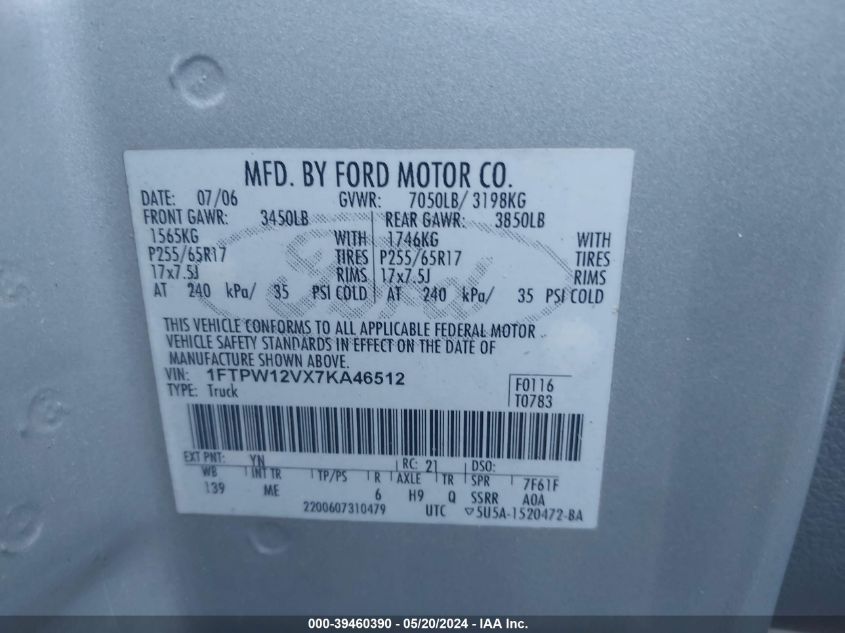 MFD. BY FORD MOTOR CO.
DATE: 07/06 GVWR: 7050LB/ 3198KG
FRONT GAWR: 3450LB REAR GAWR: 3850LB
1565KG WITH 1746KG WITH
P255/65R17 TIRES P255/65R17 TIRES
17x7.5J RIMS 17x7.5J RIMS
AT 240 kPa/ 35 PSI COLD AT 240 kPa/ 35 PSI COLD
THIS VEHICLE CONFORMS TO ALL APPLICABLE FEDERAL MOTOR
VEHICLE SAFETY STANDARDS IN EFFECT ON THE DATE OF
MANUFACTURE SHOWN ABOVE.
VIN: 1FTPW12VX7KA46512 F0116
TYPE: Truck T0783
EXT PNT: YN RC: 21 DSO:
WB INT TR TP/PS R AXLE TR SPR 7F61F
139 ME 6 H9 Q SSRR AOA
2200607310479 UTC ▽5U5A-1520472-BA
Ford
000-39460390 - 05/20/2024 - IAA Inc.